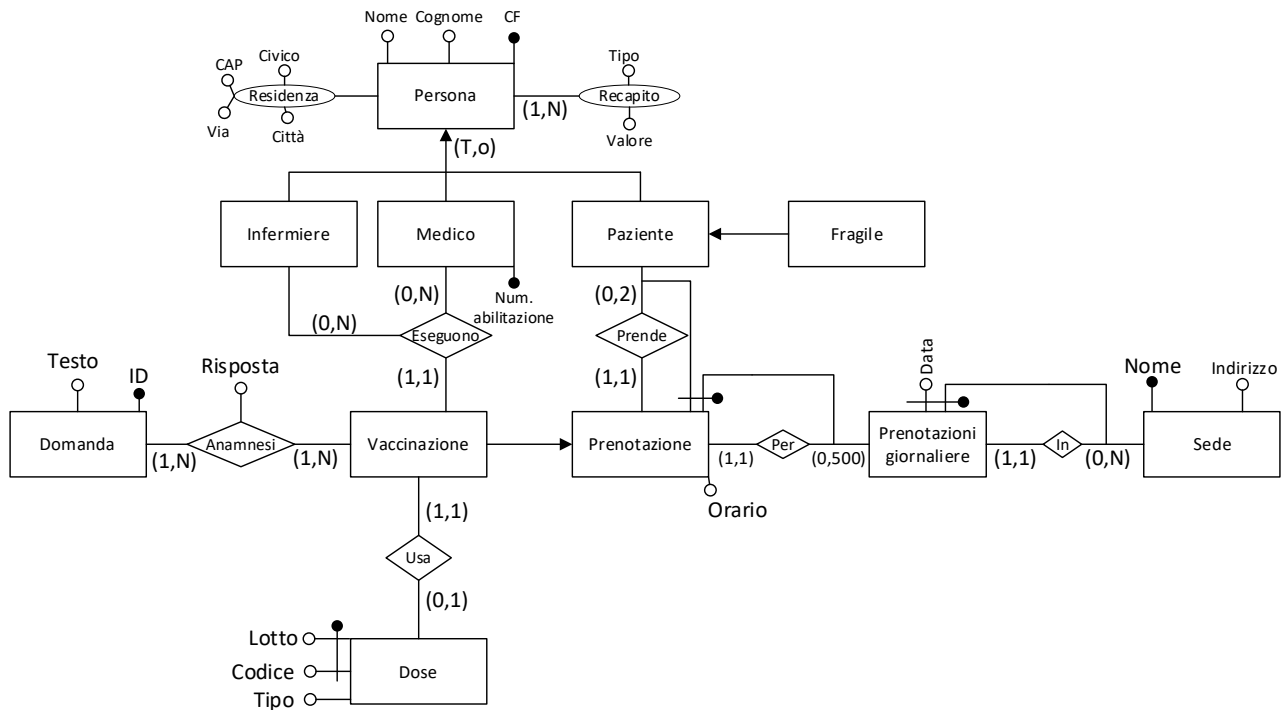 Nome Cognome CF
CAP Civico Tipo
Residenza Persona Recapito
(1,N)
Via Città Valore
(T,o)
Infermiere Medico Paziente Fragile
(0,N) Num. (0,2)
abilitazione
(0,N) Eseguono Prende
Testo ID Risposta (1,1) (1,1) Data Nome Indirizzo
Domanda Anamnesi Vaccinazione Prenotazione Per Prenotazioni In Sede
giornaliere
(1,N) (1,N) (1,1) (0,500) (1,1) (0,N)
(1,1) Orario
Usa
(0,1)
Lotto
Codice Dose
Tipo